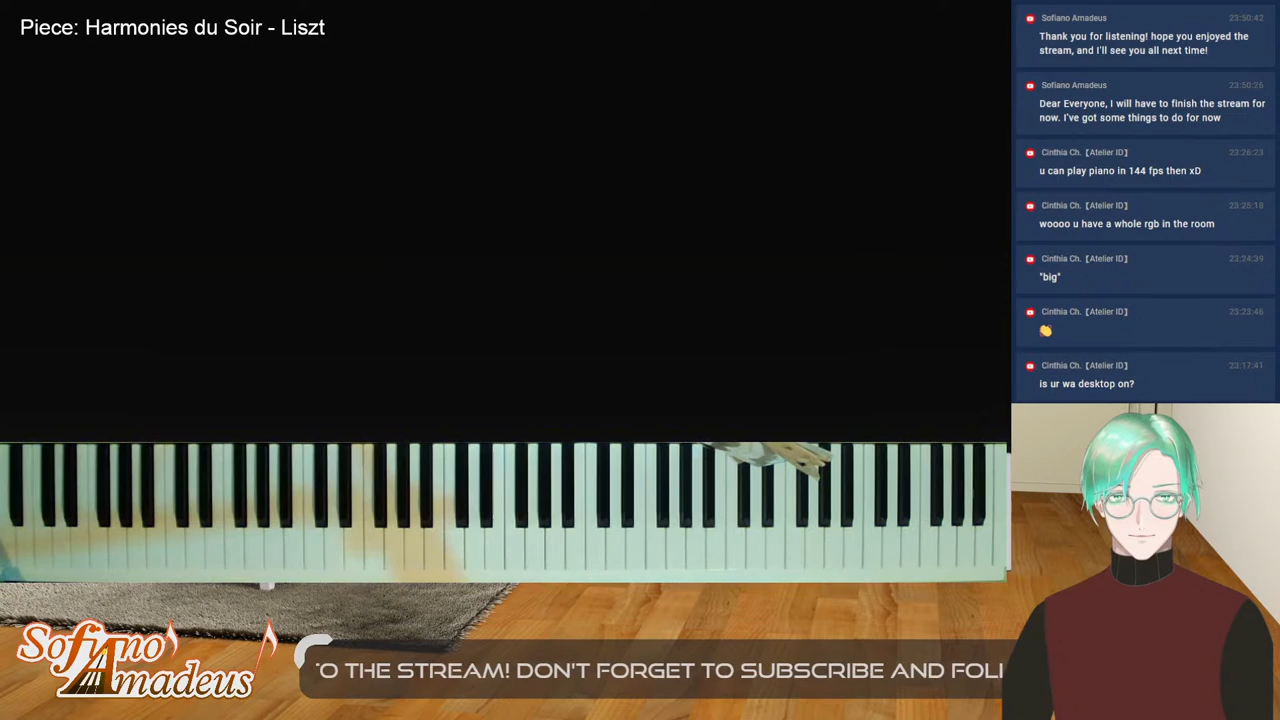 Piece: Harmonies du Soir - Liszt
Sofiano Amadeus 23:50:42
Thank you for listening! hope you enjoyed the
stream, and I'll see you all next time!
Sofiano Amadeus 23:50:26
Dear Everyone, I will have to finish the stream for
now. I've got some things to do for now
Cinthia Ch.【Atelier ID】 23:26:23
u can play piano in 144 fps then xD
Cinthia Ch.【Atelier ID】 23:25:18
woooo u have a whole rgb in the room
Cinthia Ch.【Atelier ID】 23:24:39
"big"
Cinthia Ch.【Atelier ID】 23:23:46
Cinthia Ch.【Atelier ID】 23:17:41
is ur wa desktop on?
Sofiano
Amadeus
TO THE STREAM! DON'T FORGET TO SUBSCRIBE AND FOLL